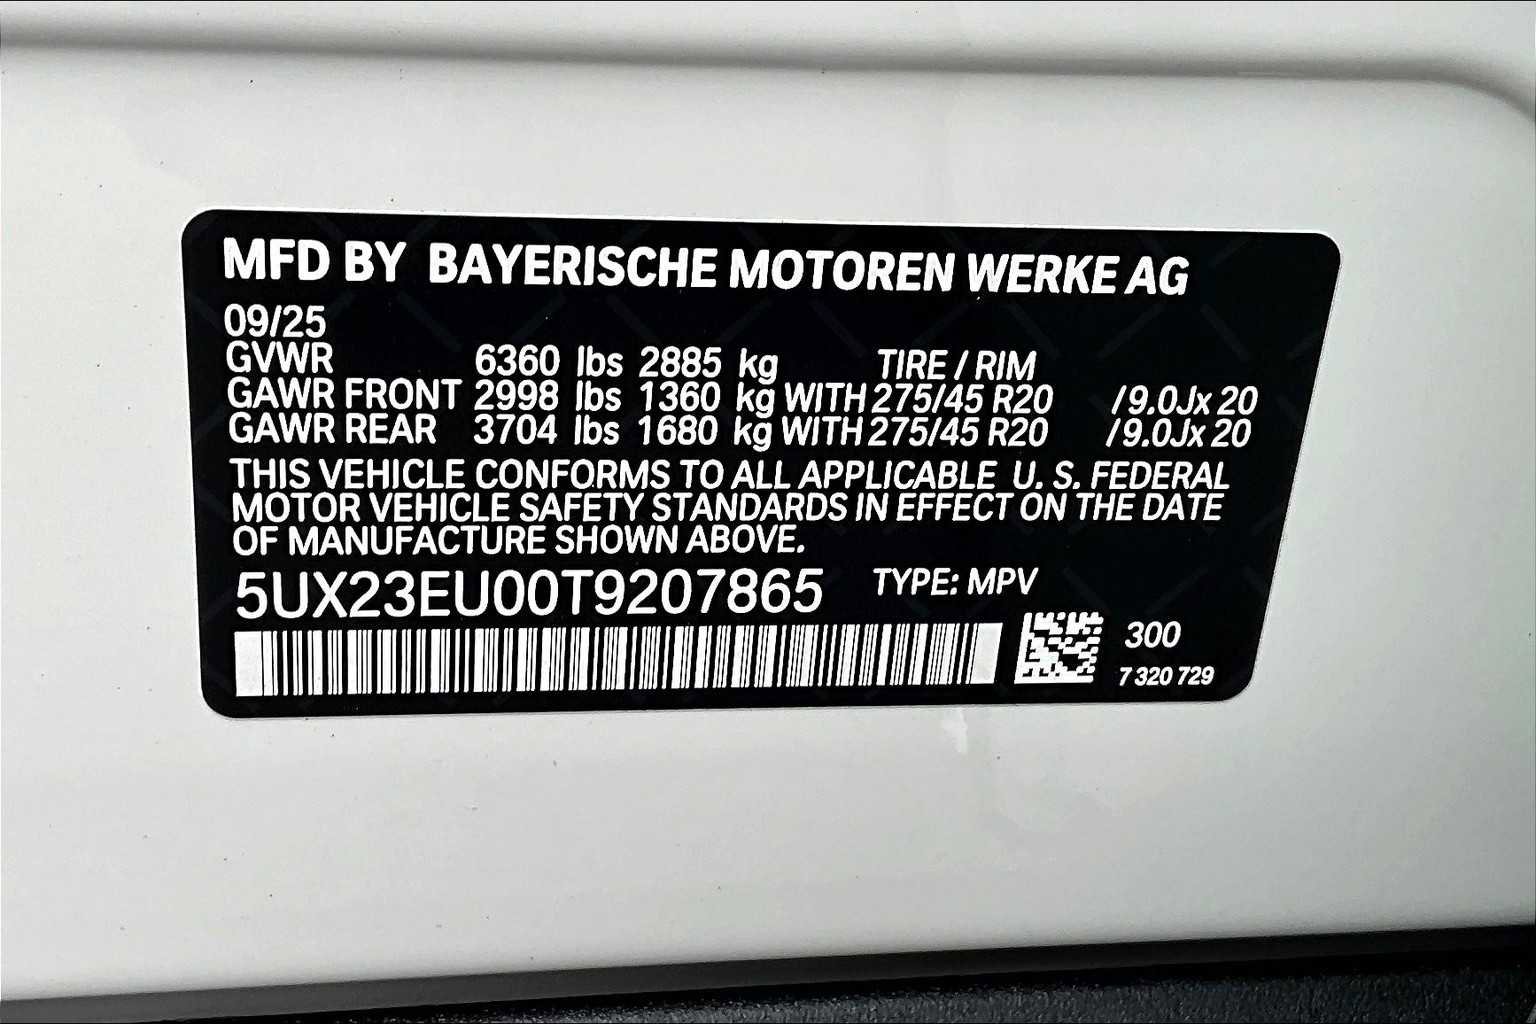 MFD BY BAYERISCHE MOTOREN WERKE AG
09/25
GVWR 6360 lbs 2885 kg TIRE / RIM
GAWR FRONT 2998 lbs 1360 kg WITH 275/45 R20 /9.0Jx 20
GAWR REAR 3704 lbs 1680 kg WITH 275/45 R20 /9.0Jx 20
THIS VEHICLE CONFORMS TO ALL APPLICABLE U. S. FEDERAL
MOTOR VEHICLE SAFETY STANDARDS IN EFFECT ON THE DATE
OF MANUFACTURE SHOWN ABOVE.
5UX23EU00T9207865 TYPE: MPV
300
7 320 729